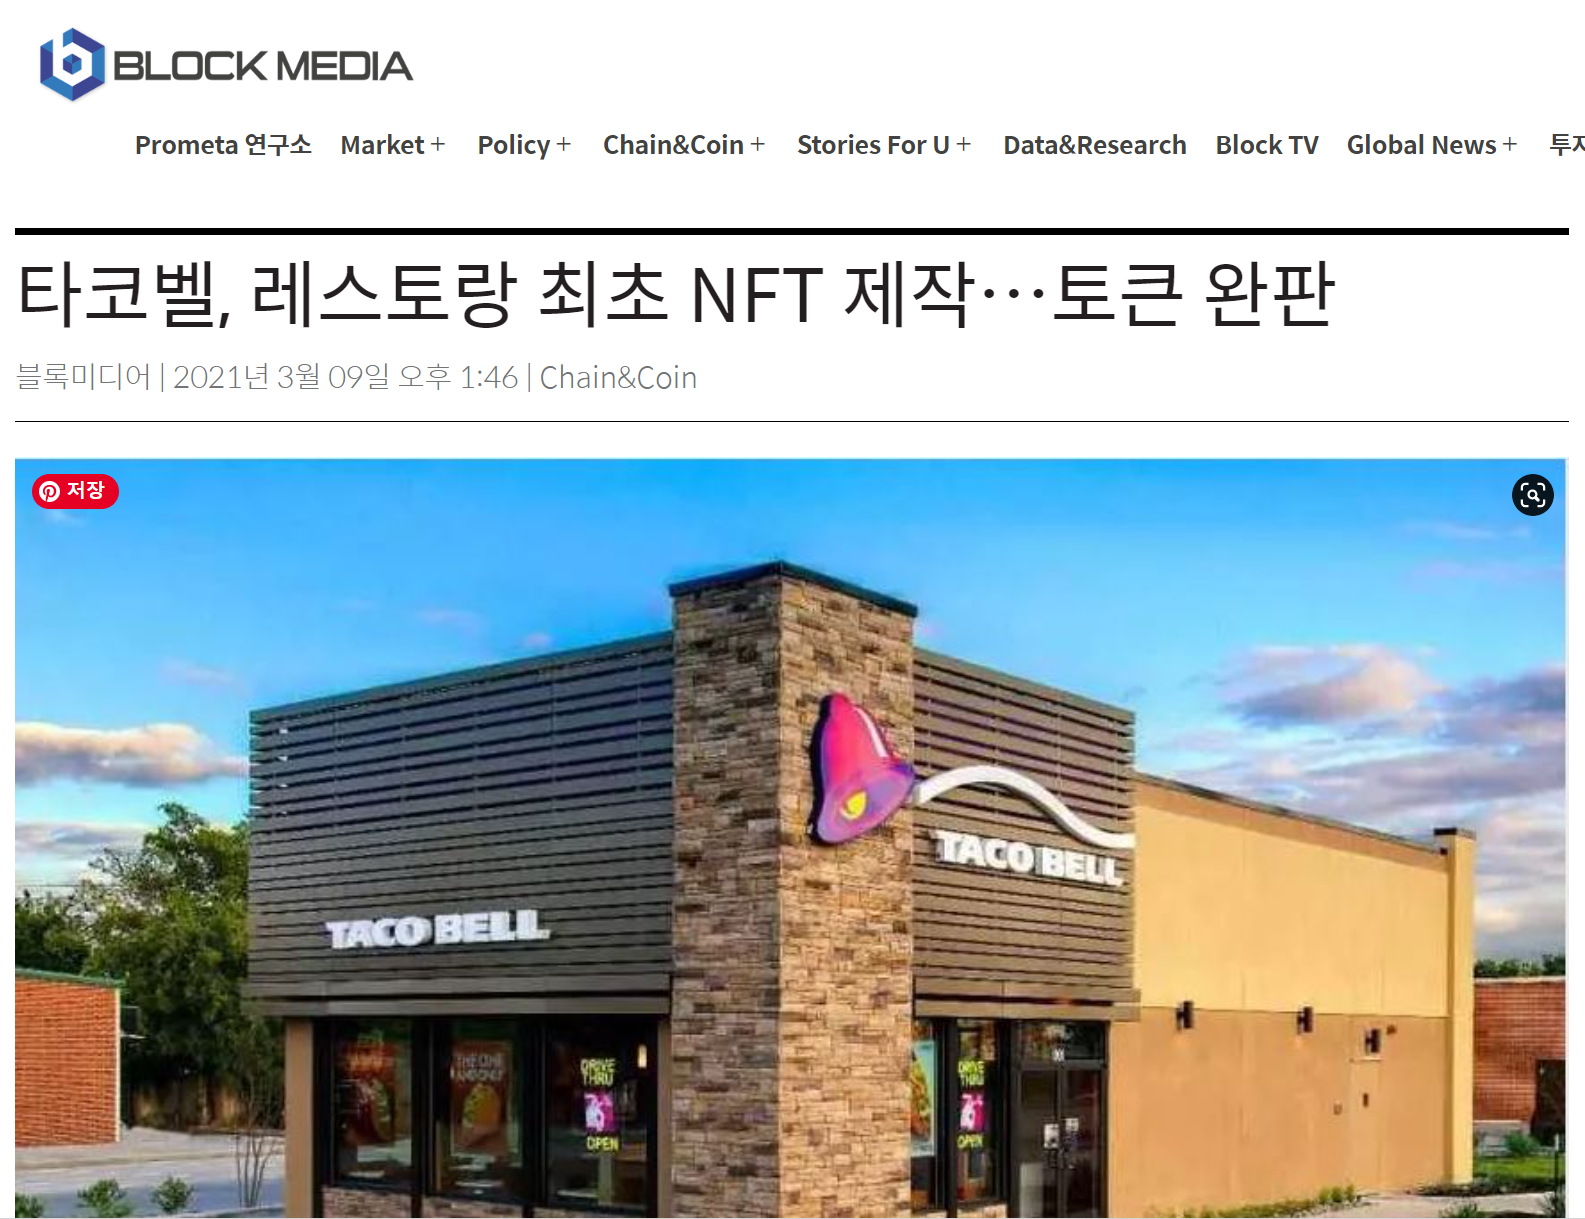 BLOCK MEDIA
Prometa 연구소 Market + Policy + Chain&Coin + Stories For U + Data&Research Block TV Global News +
타코벨, 레스토랑 최초 NFT 제작…토큰 완판
블록미디어 | 2021년 3월 09일 오후 1:46 | Chain&Coin
저장
TACO BELL
TACO BELL
THE ONE
DRIVE
THRU
OPEN
DRIVE
THRU
OPEN